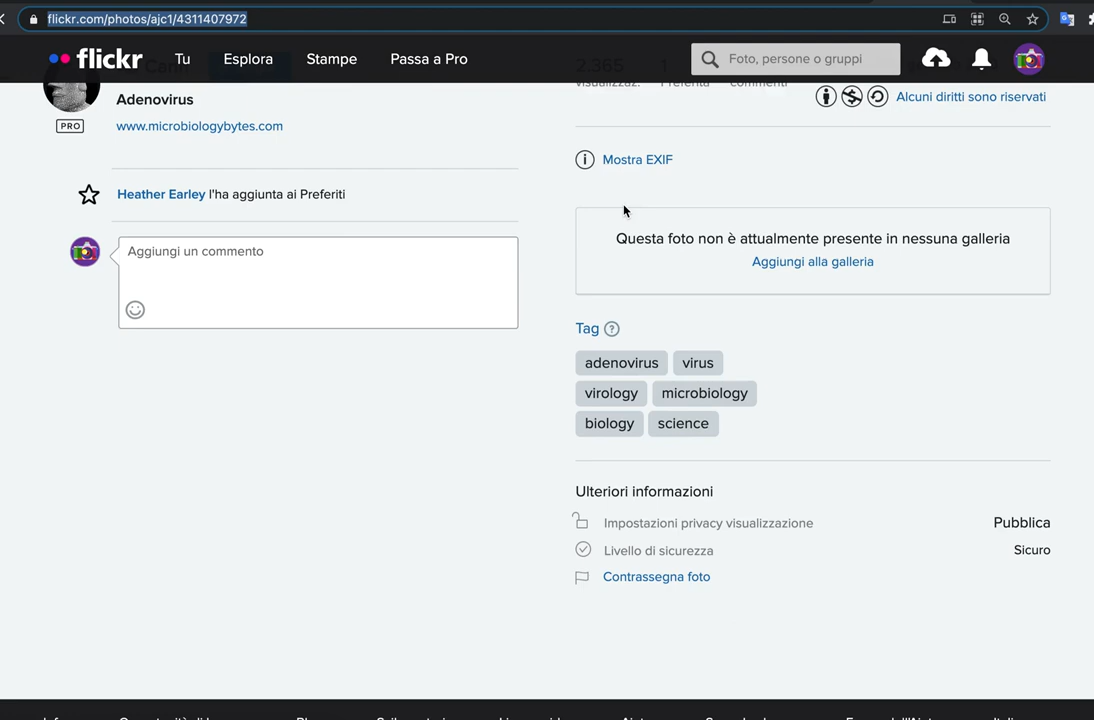 flickr.com/photos/ajc1/4311407972
flickr
Tu
Esplora
Stampe
Passa a Pro
Foto, persone o gruppi
2.365
1
Adenovirus
PRO
www.microbiologybytes.com
Alcuni diritti sono riservati
Mostra EXIF
Heather Earley l'ha aggiunta ai Preferiti
Aggiungi un commento
Questa foto non è attualmente presente in nessuna galleria
Aggiungi alla galleria
Tag ?
adenovirus virus
virology microbiology
biology science
Ulteriori informazioni
Impostazioni privacy visualizzazione Pubblica
Livello di sicurezza Sicuro
Contrassegna foto